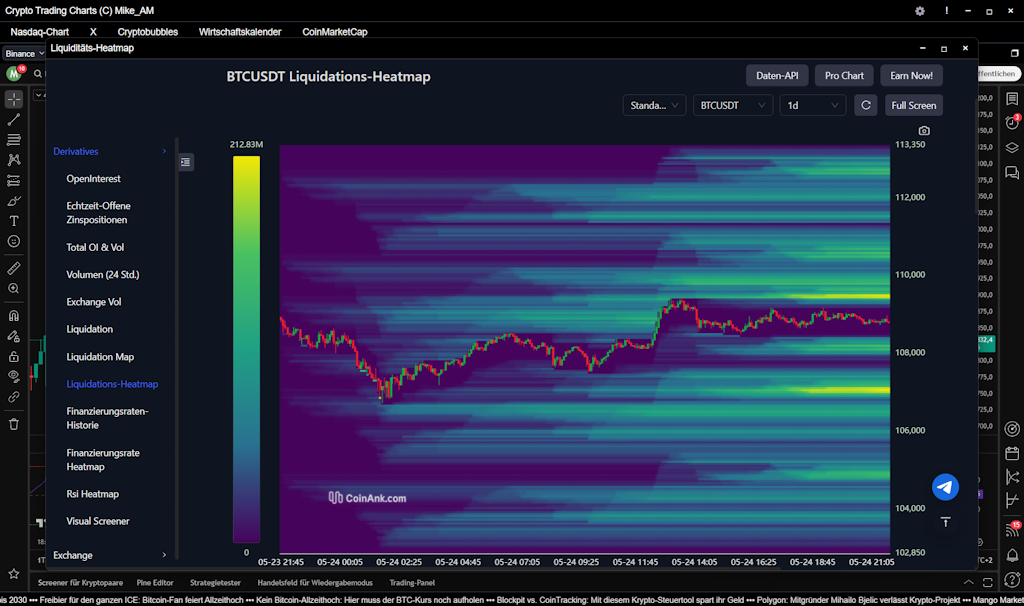 Crypto Trading Charts (C) Mike_AM
Nasdaq-Chart X Cryptobubbles Wirtschaftskalender CoinMarketCap
Binance
Liquiditäts-Heatmap
M
10
BTCUSDT Liquidations-Heatmap
Daten-API Pro Chart Earn Now!
Standa... BTCUSDT 1d Full Screen
Derivatives
OpenInterest
Echtzeit-Offene
Zinspositionen
Total OI & Vol
Volumen (24 Std.)
Exchange Vol
Liquidation
Liquidation Map
Liquidations-Heatmap
Finanzierungsraten-
Historie
Finanzierungsrate
Heatmap
Rsi Heatmap
Visual Screener
Exchange
212.83M
0
113,350
112,000
110,000
108,000
106,000
104,000
102,850
CoinAnk.com
05-23 21:45 05-24 00:05 05-24 02:25 05-24 04:45 05-24 07:05 05-24 09:25 05-24 11:45 05-24 14:05 05-24 16:25 05-24 18:45 05-24 21:05
ffentlichen
3
15
Screener für Kryptopaare Pine Editor Strategietester Handelsfeld für Wiedergabemodus Trading-Panel
bis 2030 ••• Freibier für den ganzen ICE: Bitcoin-Fan feiert Allzeithoch ••• Kein Bitcoin-Allzeithoch: Hier muss der BTC-Kurs noch aufholen ••• Blockpit vs. CoinTracking: Mit diesem Krypto-Steuertool spart ihr Geld ••• Polygon: Mitgründer Mihailo Bjelic verlässt Krypto-Projekt ••• Mango Market